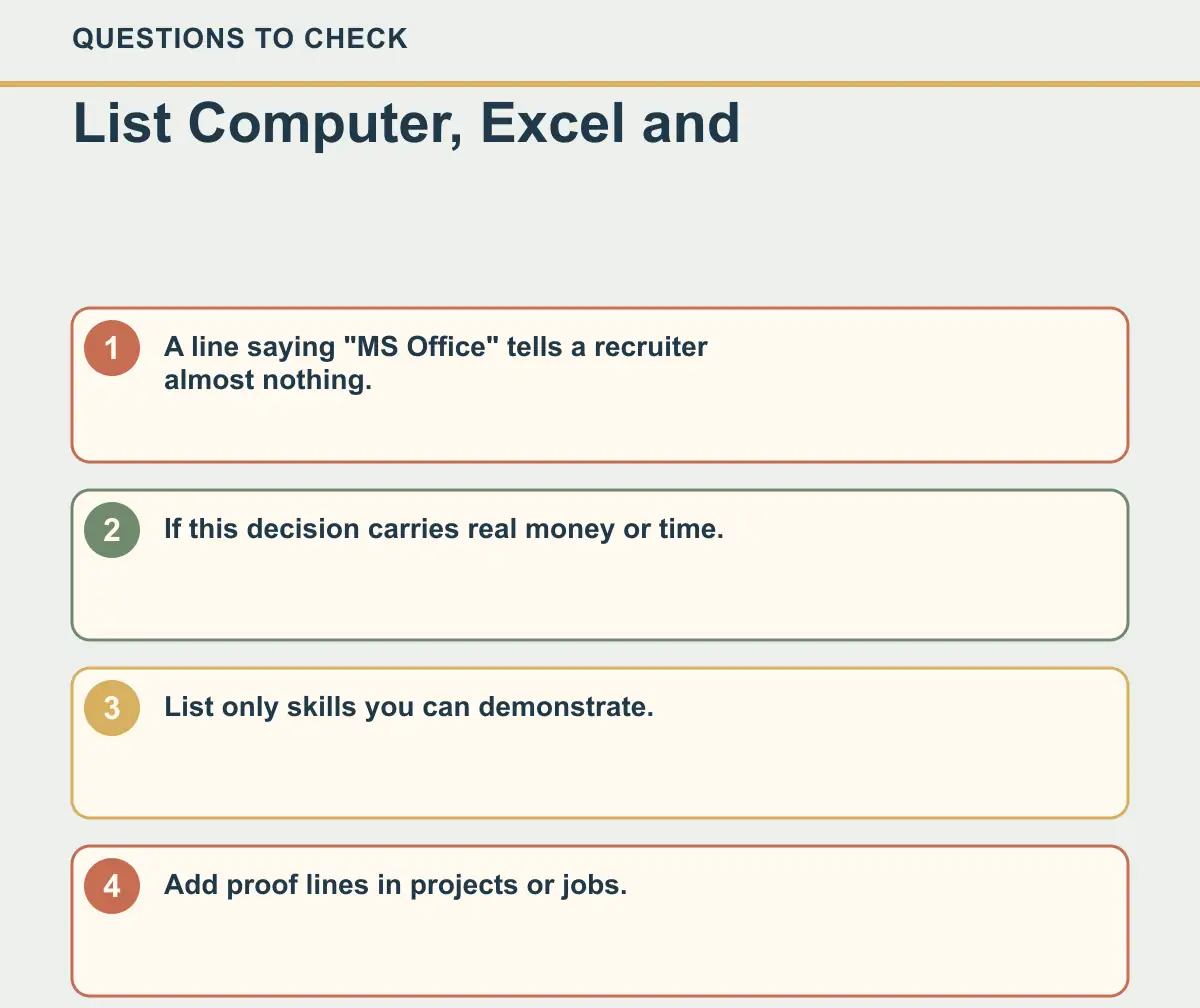 QUESTIONS TO CHECK
List Computer, Excel and
1
A line saying "MS Office" tells a recruiter
almost nothing.
2
If this decision carries real money or time.
3
List only skills you can demonstrate.
4
Add proof lines in projects or jobs.